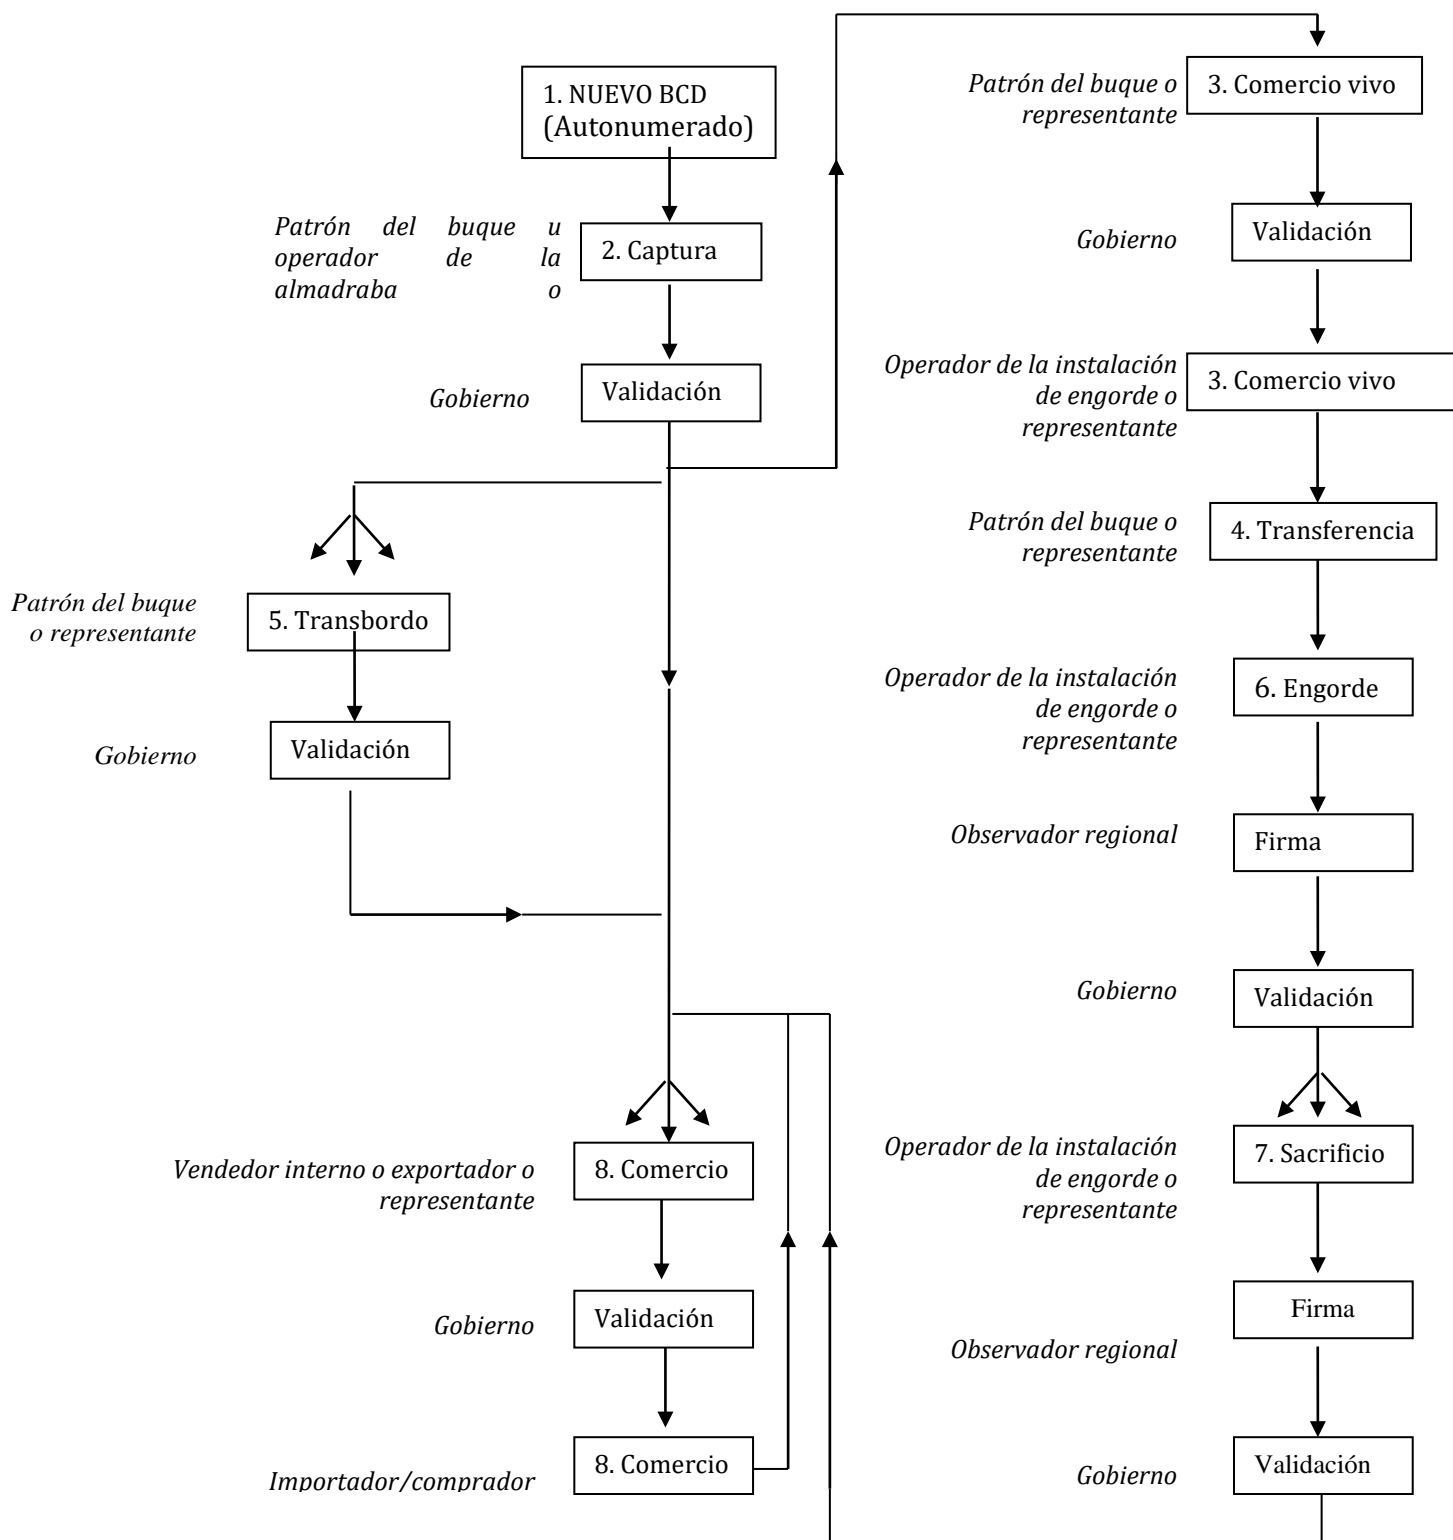 1. NUEVO BCD
(Autonumerado)
Patrón del buque u
operador de la
almadraba o
2. Captura
Gobierno
Validación
Patrón del buque
o representante
5. Transbordo
Gobierno
Validación
Vendedor interno o exportador o
representante
8. Comercio
Gobierno
Validación
Importador/comprador
8. Comercio
Patrón del buque o
representante
3. Comercio vivo
Gobierno
Validación
Operador de la instalación
de engorde o
representante
3. Comercio vivo
Patrón del buque o
representante
4. Transferencia
Operador de la instalación
de engorde o
representante
6. Engorde
Observador regional
Firma
Gobierno
Validación
Operador de la instalación
de engorde o
representante
7. Sacrificio
Firma
Observador regional
Gobierno
Validación